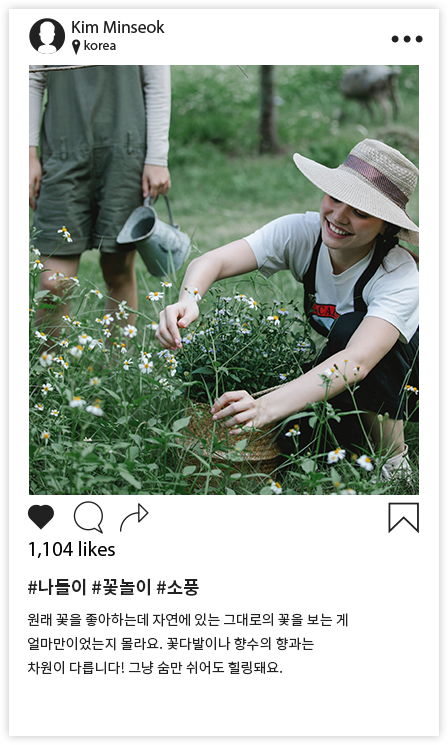 Kim Minseok
korea
1,104 likes
#나들이 #꽃놀이 #소풍
원래 꽃을 좋아하는데 자연에 있는 그대로의 꽃을 보는 게
얼마만이었는지 몰라요. 꽃다발이나 향수의 향과는
차원이 다릅니다! 그냥 숨만 쉬어도 힐링돼요.